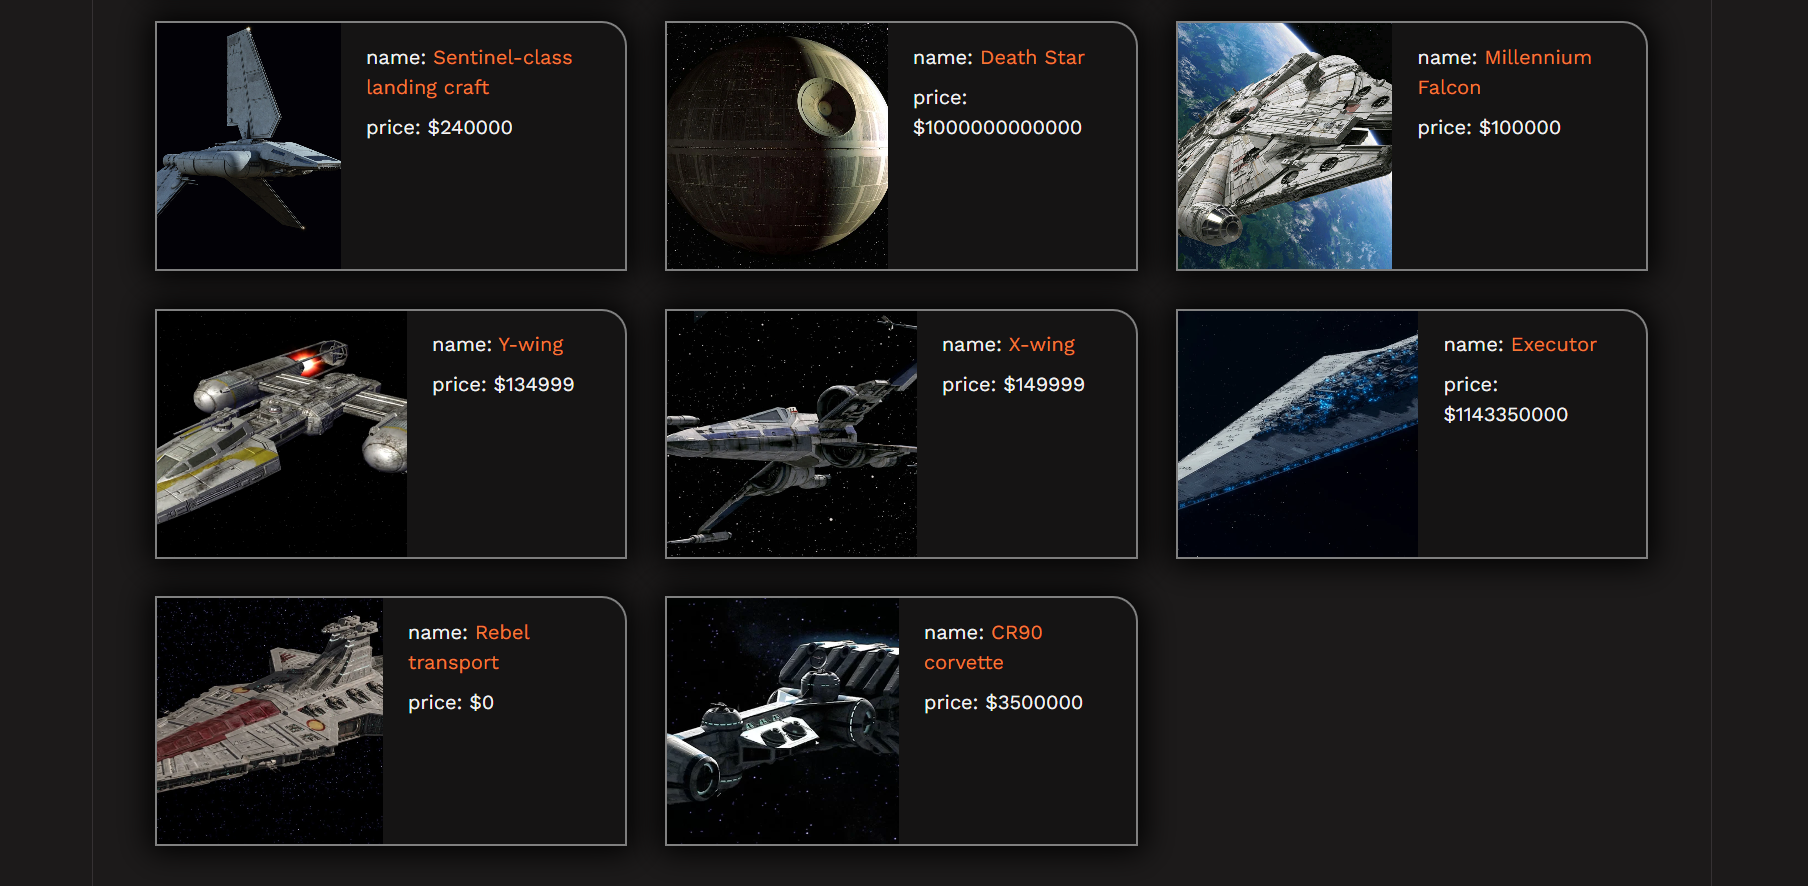 name: Sentinel-class
landing craft
price: $240000
name: Death Star
price:
$1000000000000
name: Millennium
Falcon
price: $100000
name: Y-wing
price: $134999
name: X-wing
price: $149999
name: Executor
price:
$1143350000
name: Rebel
transport
price: $0
name: CR90
corvette
price: $3500000